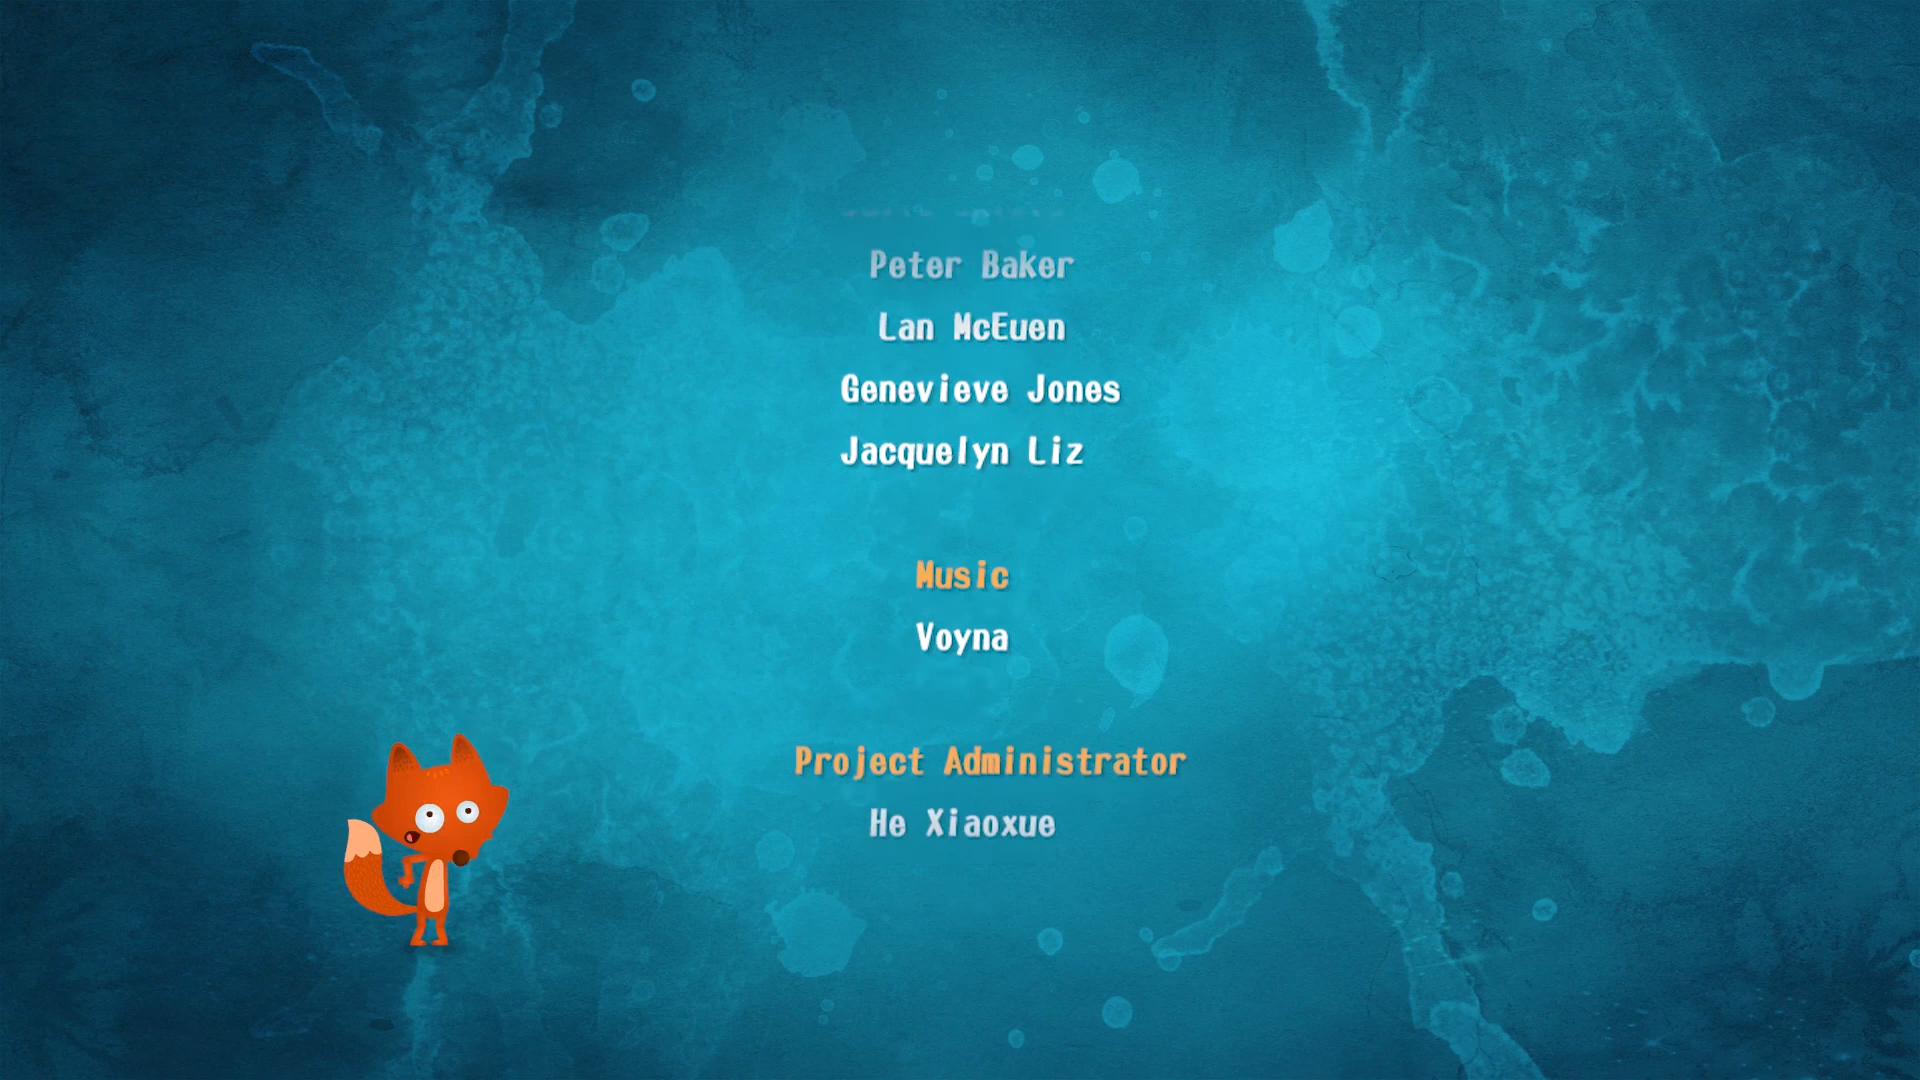 Peter Baker
Lan McEuen
Genevieve Jones
Jacquelyn Liz
Music
Voyna
Project Administrator
He Xiaoxue